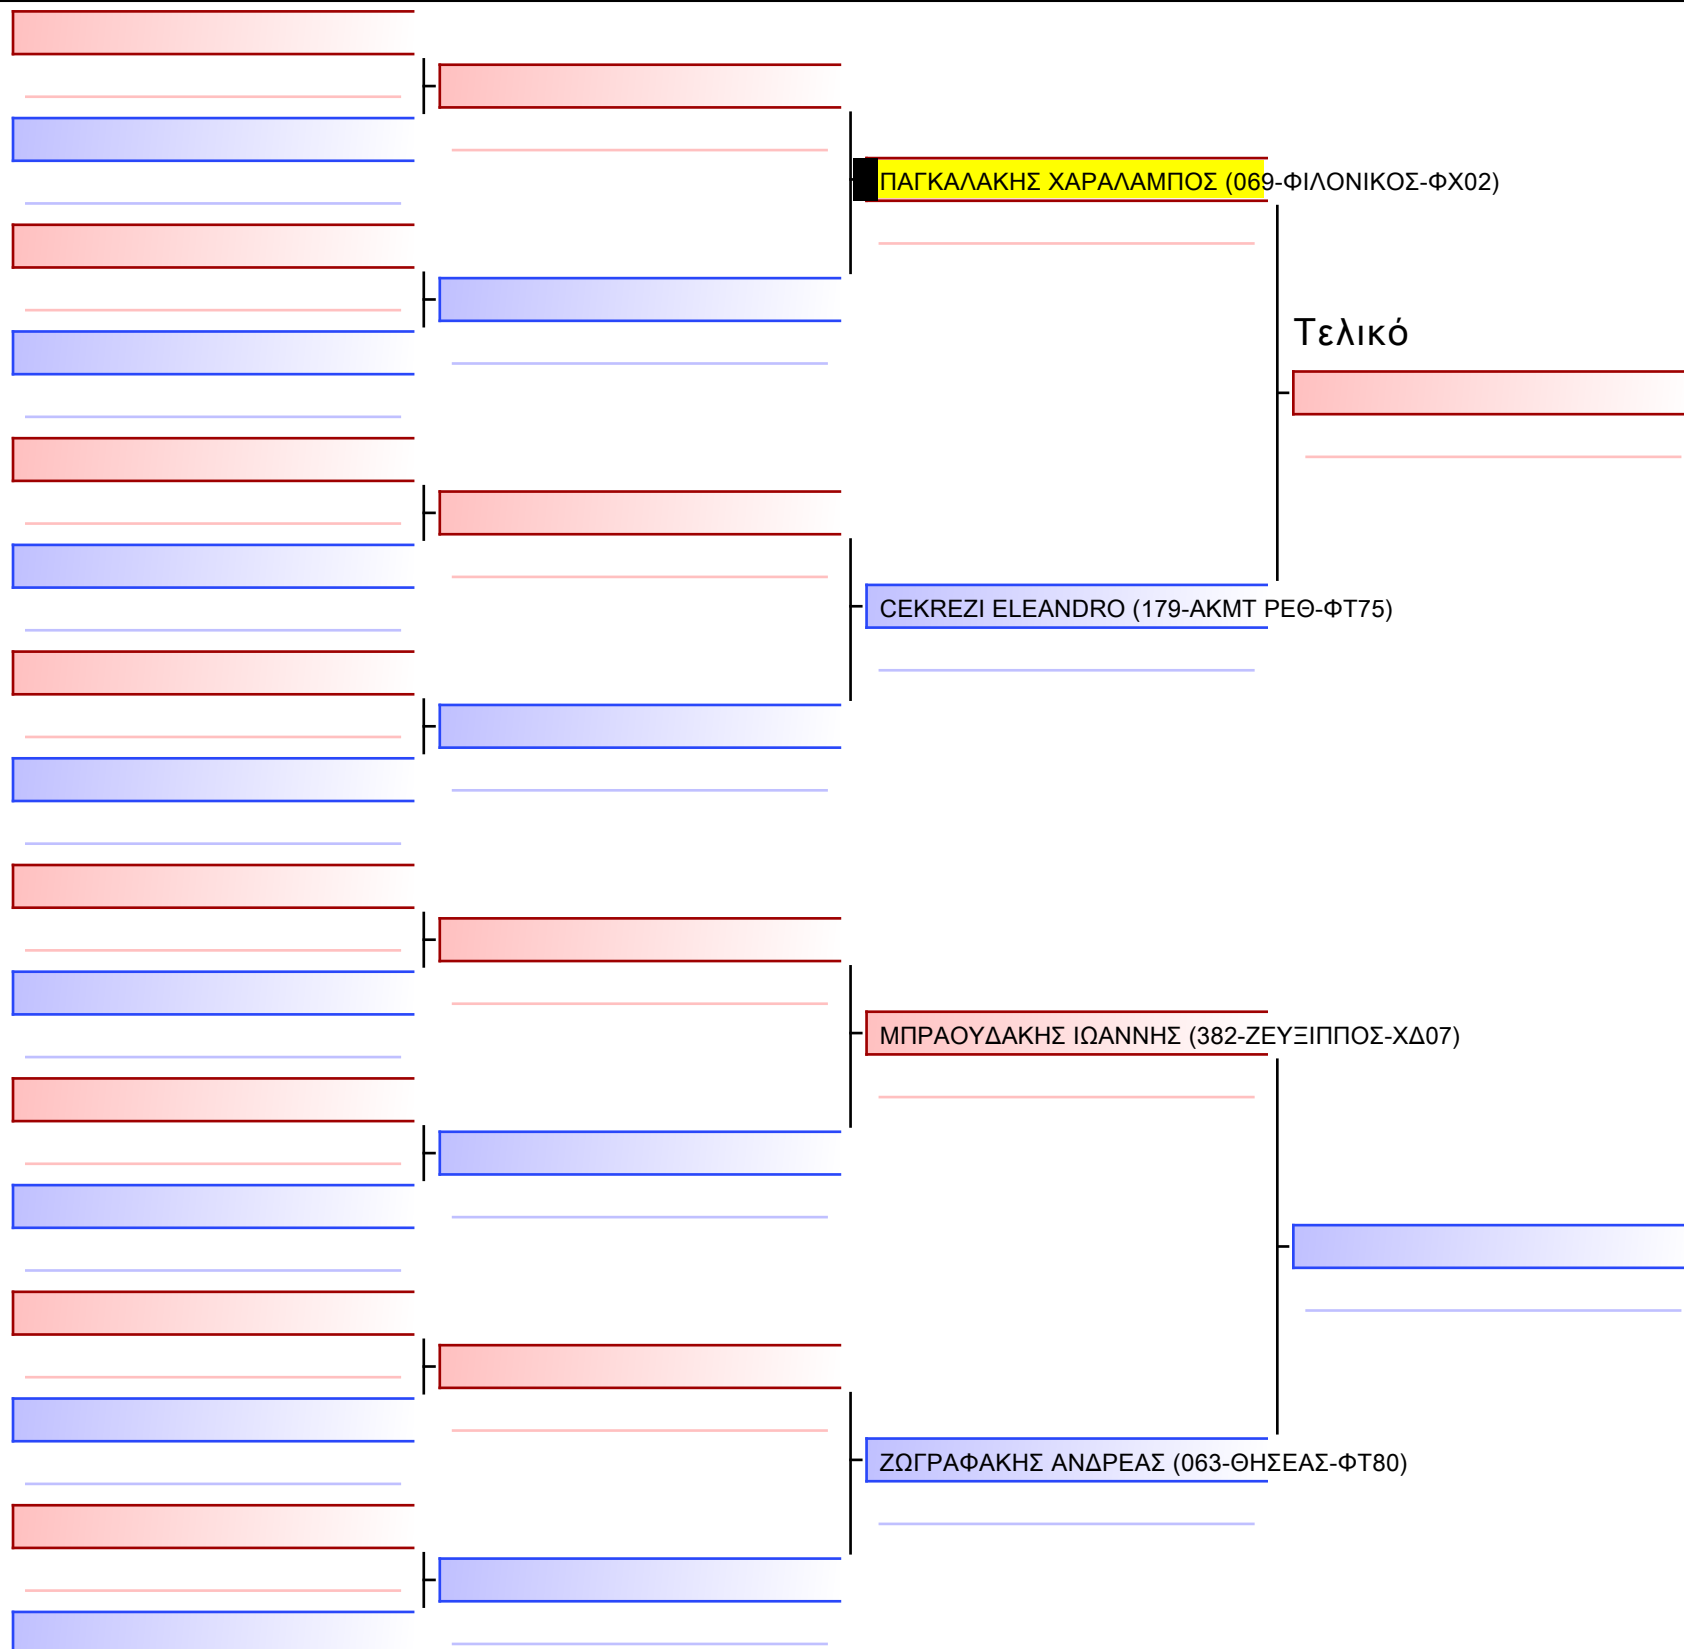 ΠΑΓΚΑΛΑΚΗΣ ΧΑΡΑΛΑΜΠΟΣ (069-ΦΙΛΟΝΙΚΟΣ-ΦΧ02)
Τελικό
CEKREZI ELEANDRO (179-ΑΚΜΤ ΡΕΘ-ΦΤ75)
ΜΠΡΑΟΥΔΑΚΗΣ ΙΩΑΝΝΗΣ (382-ΖΕΥΞΙΠΠΟΣ-ΧΔ07)
ΖΩΓΡΑΦΑΚΗΣ ΑΝΔΡΕΑΣ (063-ΘΗΣΕΑΣ-ΦΤ80)